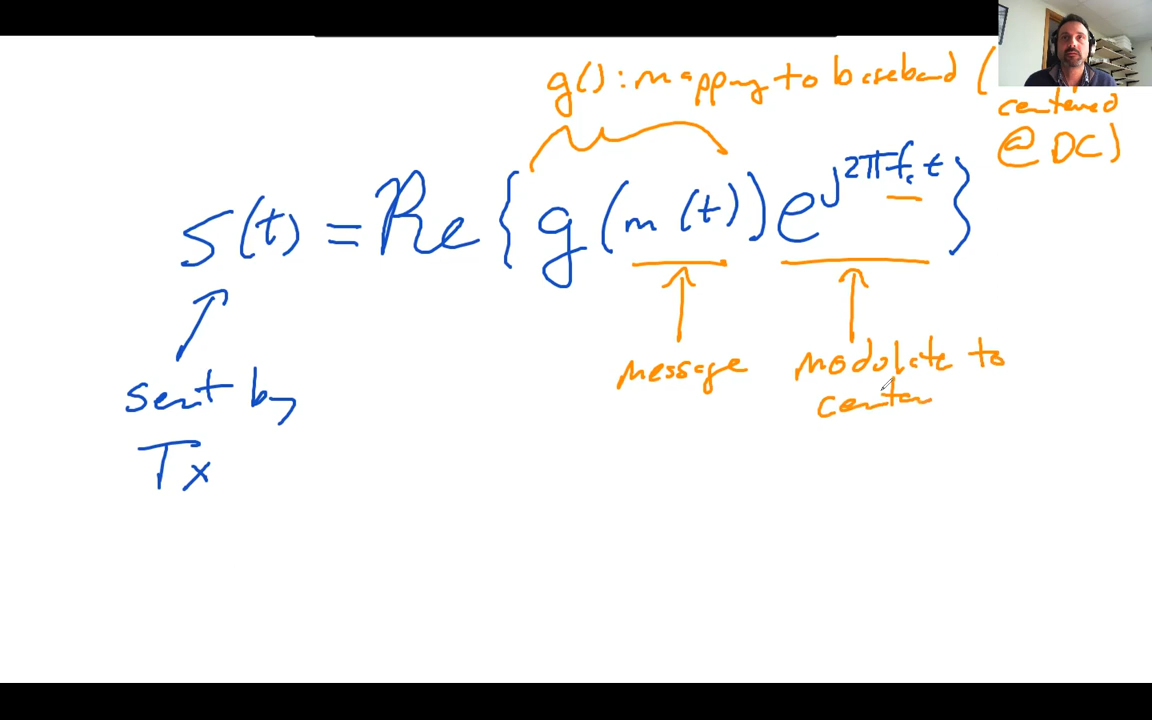 g() : mapping to baseband (
centered
@ DC)
s(t) = Re{g(m(t))e^{j2πf_c t}}
sent by
Tx
message
modulate to
center